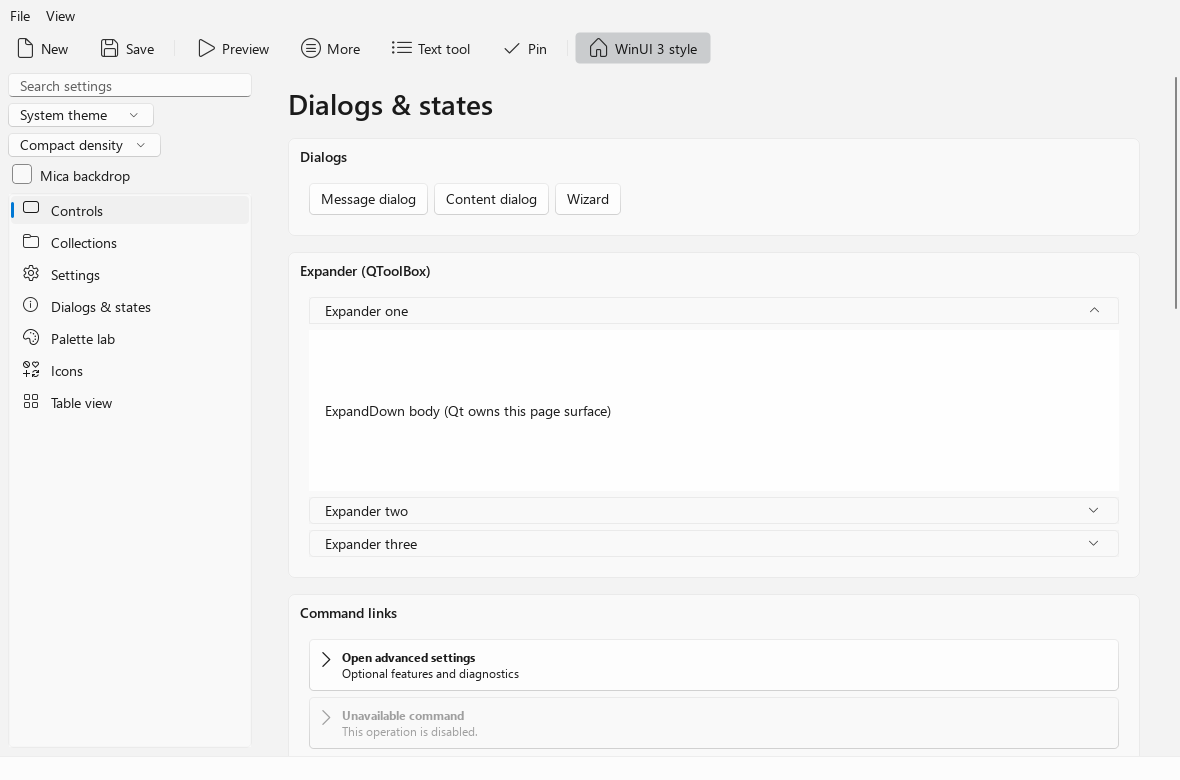 File View
New Save Preview More Text tool Pin WinUI 3 style
Search settings
System theme
Compact density
Mica backdrop
Controls
Collections
Settings
Dialogs & states
Palette lab
Icons
Table view
Dialogs & states
Dialogs
Message dialog Content dialog Wizard
Expander (QToolBox)
Expander one
ExpandDown body (Qt owns this page surface)
Expander two
Expander three
Command links
Open advanced settings
Optional features and diagnostics
Unavailable command
This operation is disabled.